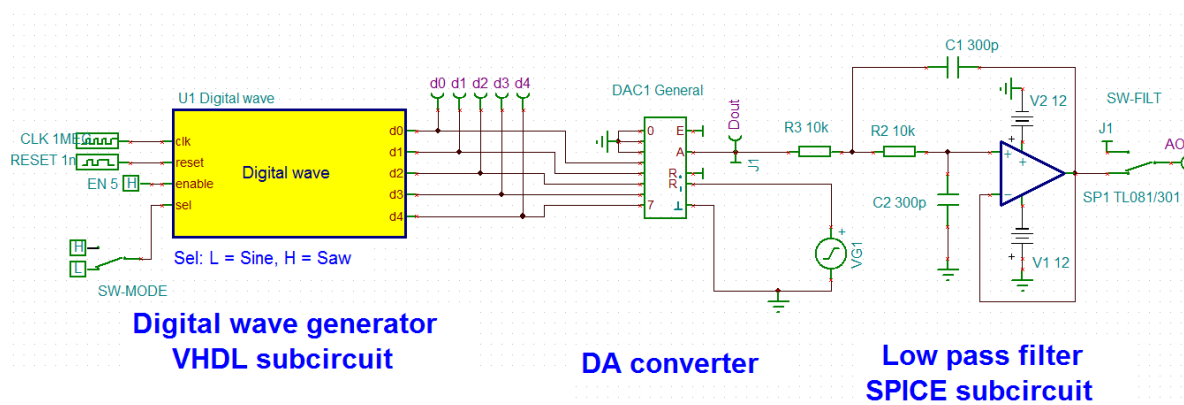 C1 300p
d0 d1 d2 d3 d4
U1 Digital wave
DAC1 General
V2 12
SW-FILT
CLK 1MEG
clk
d0
0
E
Dout
R3 10k
R2 10k
J1
RESET 1n
reset
d1
A
J1
AO
EN 5
H
enable
Digital wave
d2
R+
SP1 TL081/301
sel
d3
R-
C2 300p
d4
7
H
L
SW-MODE
Sel: L = Sine, H = Saw
VG1
V1 12
Digital wave generator
VHDL subcircuit
DA converter
Low pass filter
SPICE subcircuit